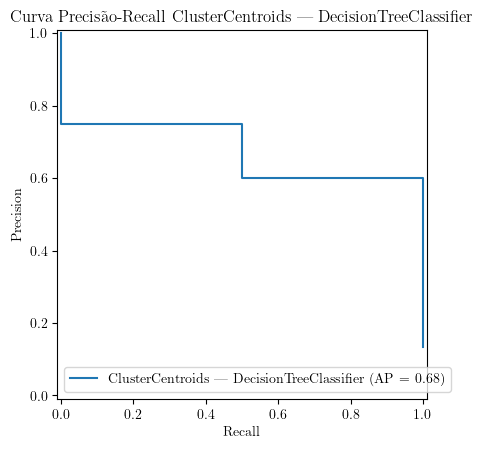 Curva Precisão-Recall ClusterCentroids — DecisionTreeClassifier
1.0
0.8
0.6
0.4
0.2
0.0
Precision
ClusterCentroids — DecisionTreeClassifier (AP = 0.68)
0.0 0.2 0.4 0.6 0.8 1.0
Recall